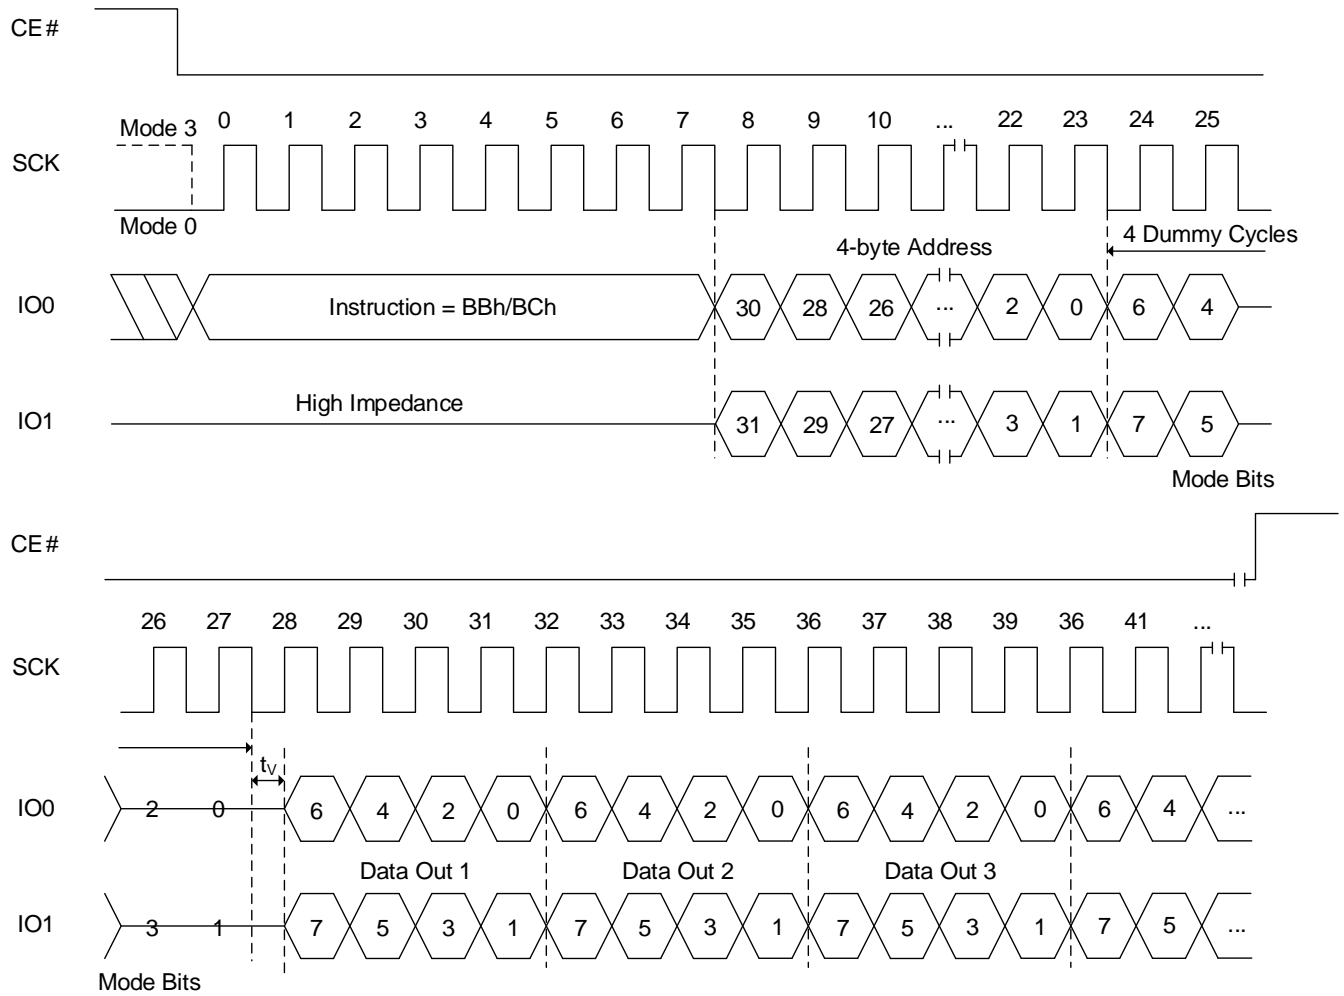 CE#
Mode 3 0 1 2 3 4 5 6 7 8 9 10 ... 22 23 24 25
SCK
Mode 0
4-byte Address
4 Dummy Cycles
IO0 Instruction = BBh/BCh 30 28 26 ... 2 0 6 4
High Impedance
IO1 31 29 27 ... 3 1 7 5
Mode Bits
CE#
26 27 28 29 30 31 32 33 34 35 36 37 38 39 36 41 ...
SCK
tV
IO0 2 0 6 4 2 0 6 4 2 0 6 4 2 0 6 4 ...
Data Out 1 Data Out 2 Data Out 3
IO1 3 1 7 5 3 1 7 5 3 1 7 5 3 1 7 5 ...
Mode Bits